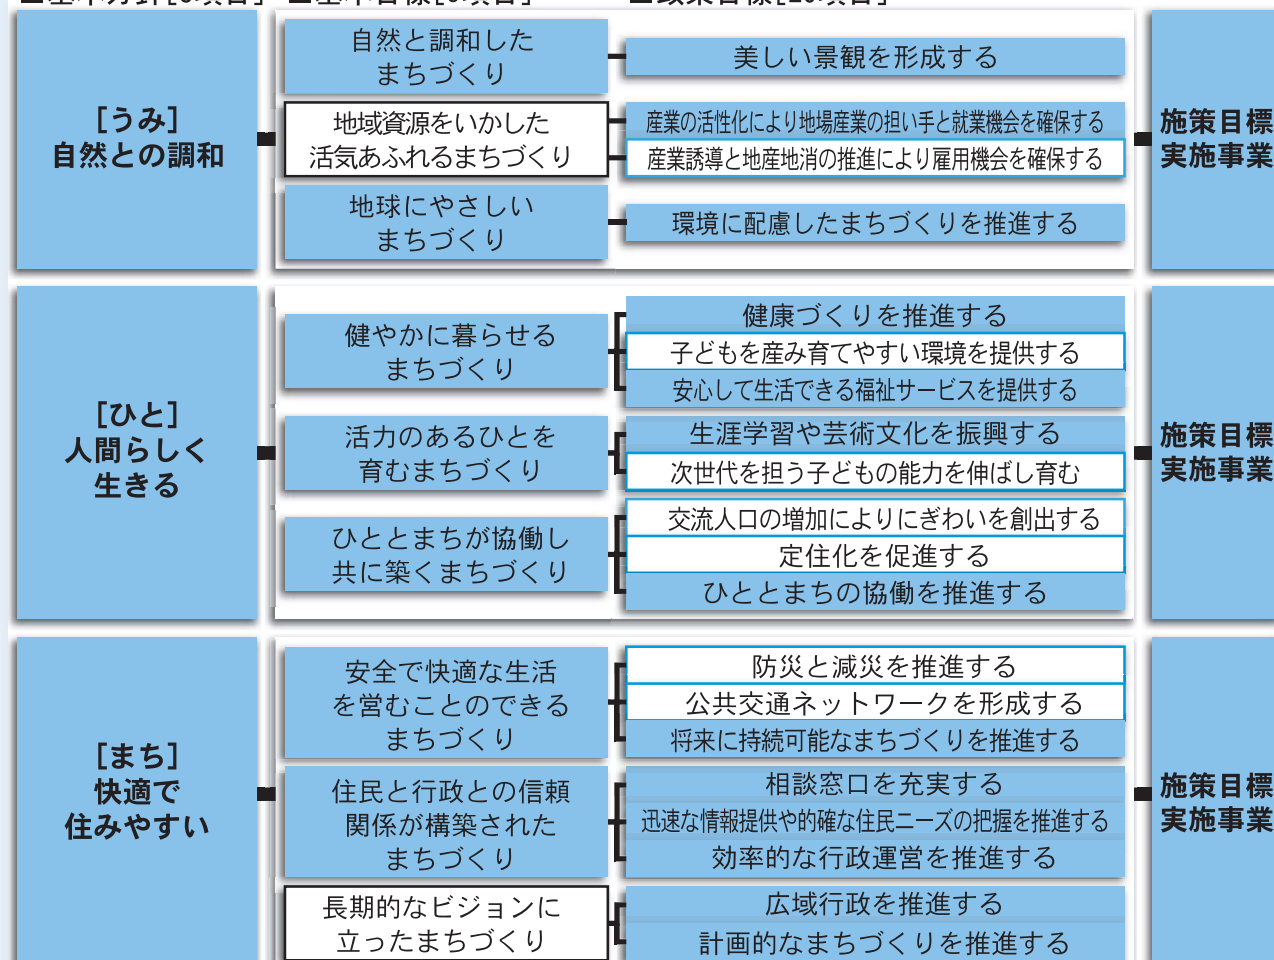 [うみ]
自然との調和
自然と調和した
まちづくり
美しい景観を形成する
地域資源をいかした
活気あふれるまちづくり
産業の活性化により地場産業の担い手と就業機会を確保する
産業誘導と地産地消の推進により雇用機会を確保する
地球にやさしい
まちづくり
環境に配慮したまちづくりを推進する
施策目標
実施事業
[ひと]
人間らしく
生きる
健やかに暮らせる
まちづくり
健康づくりを推進する
子どもを産み育てやすい環境を提供する
安心して生活できる福祉サービスを提供する
活力のあるひとを
育むまちづくり
生涯学習や芸術文化を振興する
次世代を担う子どもの能力を伸ばし育む
ひととまちが協働し
共に築くまちづくり
交流人口の増加によりにぎわいを創出する
定住化を促進する
ひととまちの協働を推進する
施策目標
実施事業
[まち]
快適で
住みやすい
安全で快適な生活
を営むことのできる
まちづくり
防災と減災を推進する
公共交通ネットワークを形成する
将来に持続可能なまちづくりを推進する
住民と行政との信頼
関係が構築された
まちづくり
相談窓口を充実する
迅速な情報提供や的確な住民ニーズの把握を推進する
効率的な行政運営を推進する
長期的なビジョンに
立ったまちづくり
広域行政を推進する
計画的なまちづくりを推進する
施策目標
実施事業